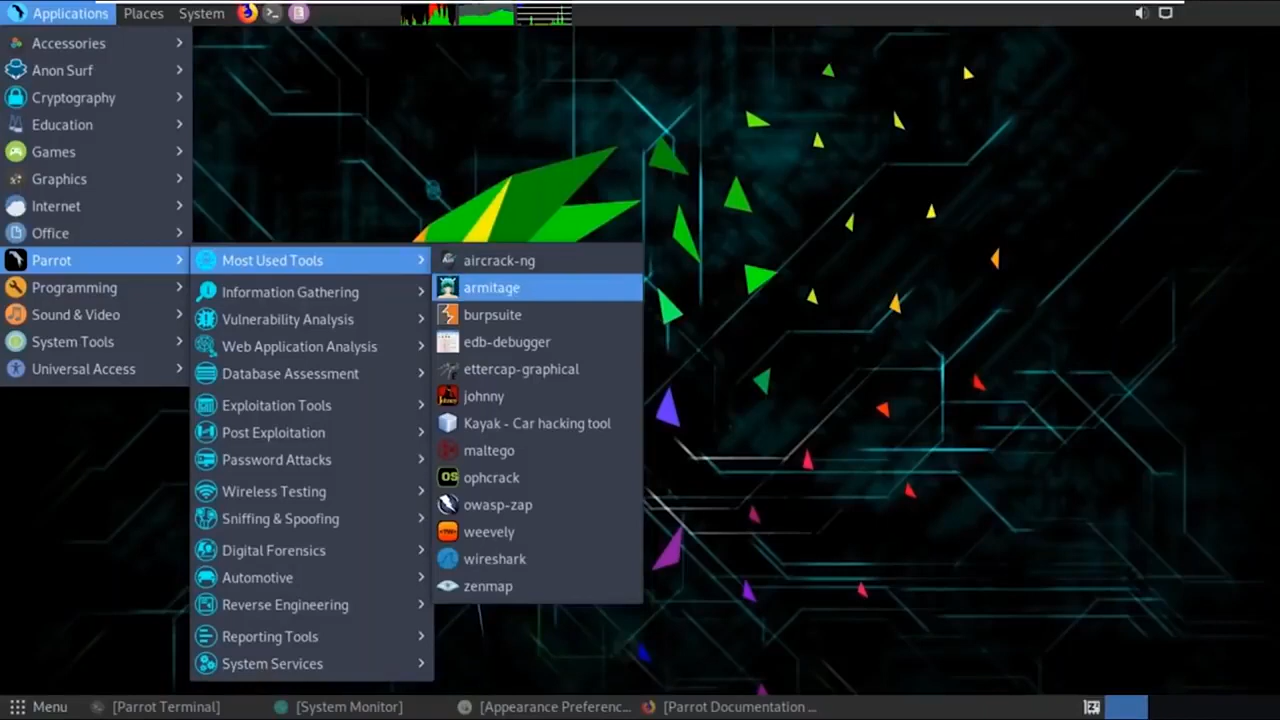 Applications Places System
Accessories
Anon Surf
Cryptography
Education
Games
Graphics
Internet
Office
Parrot
Programming
Sound & Video
System Tools
Universal Access
Most Used Tools
Information Gathering
Vulnerability Analysis
Web Application Analysis
Database Assessment
Exploitation Tools
Post Exploitation
Password Attacks
Wireless Testing
Sniffing & Spoofing
Digital Forensics
Automotive
Reverse Engineering
Reporting Tools
System Services
aircrack-ng
armitage
burpsuite
edb-debugger
ettercap-graphical
johnny
Kayak - Car hacking tool
maltego
ophcrack
owasp-zap
weevely
wireshark
zenmap
Menu [Parrot Terminal] [System Monitor] [Appearance Preferenc... [Parrot Documentation ...